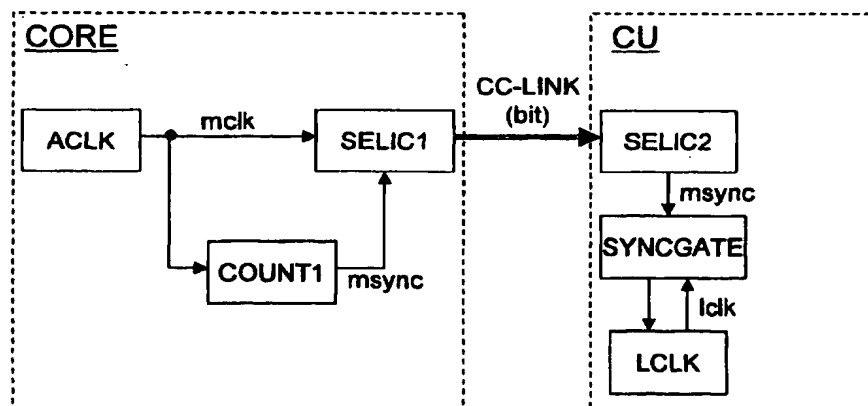 CORE
CU
CC-LINK
(bit)
ACLK
mclk
SELIC1
SELIC2
msync
COUNT1
msync
SYNCGATE
lclk
LCLK